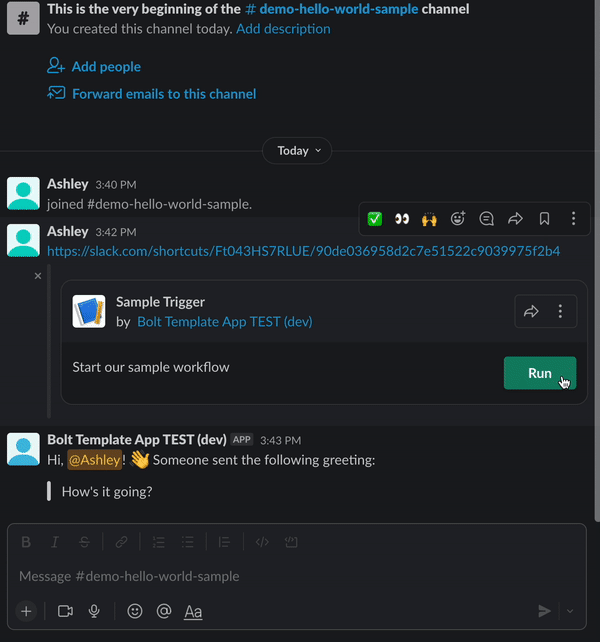 This is the very beginning of the # demo-hello-world-sample channel
You created this channel today. Add description
Add people
Forward emails to this channel
Today
Ashley 3:40 PM
joined #demo-hello-world-sample.
Ashley 3:42 PM
https://slack.com/shortcuts/Ft043HS7RLUE/90de036958d2c7e51522c9039975f2b4
Sample Trigger
by Bolt Template App TEST (dev)
Start our sample workflow
Run
Bolt Template App TEST (dev) APP 3:43 PM
Hi, @Ashley! 👋 Someone sent the following greeting:
How's it going?
B I S
Message #demo-hello-world-sample
Aa